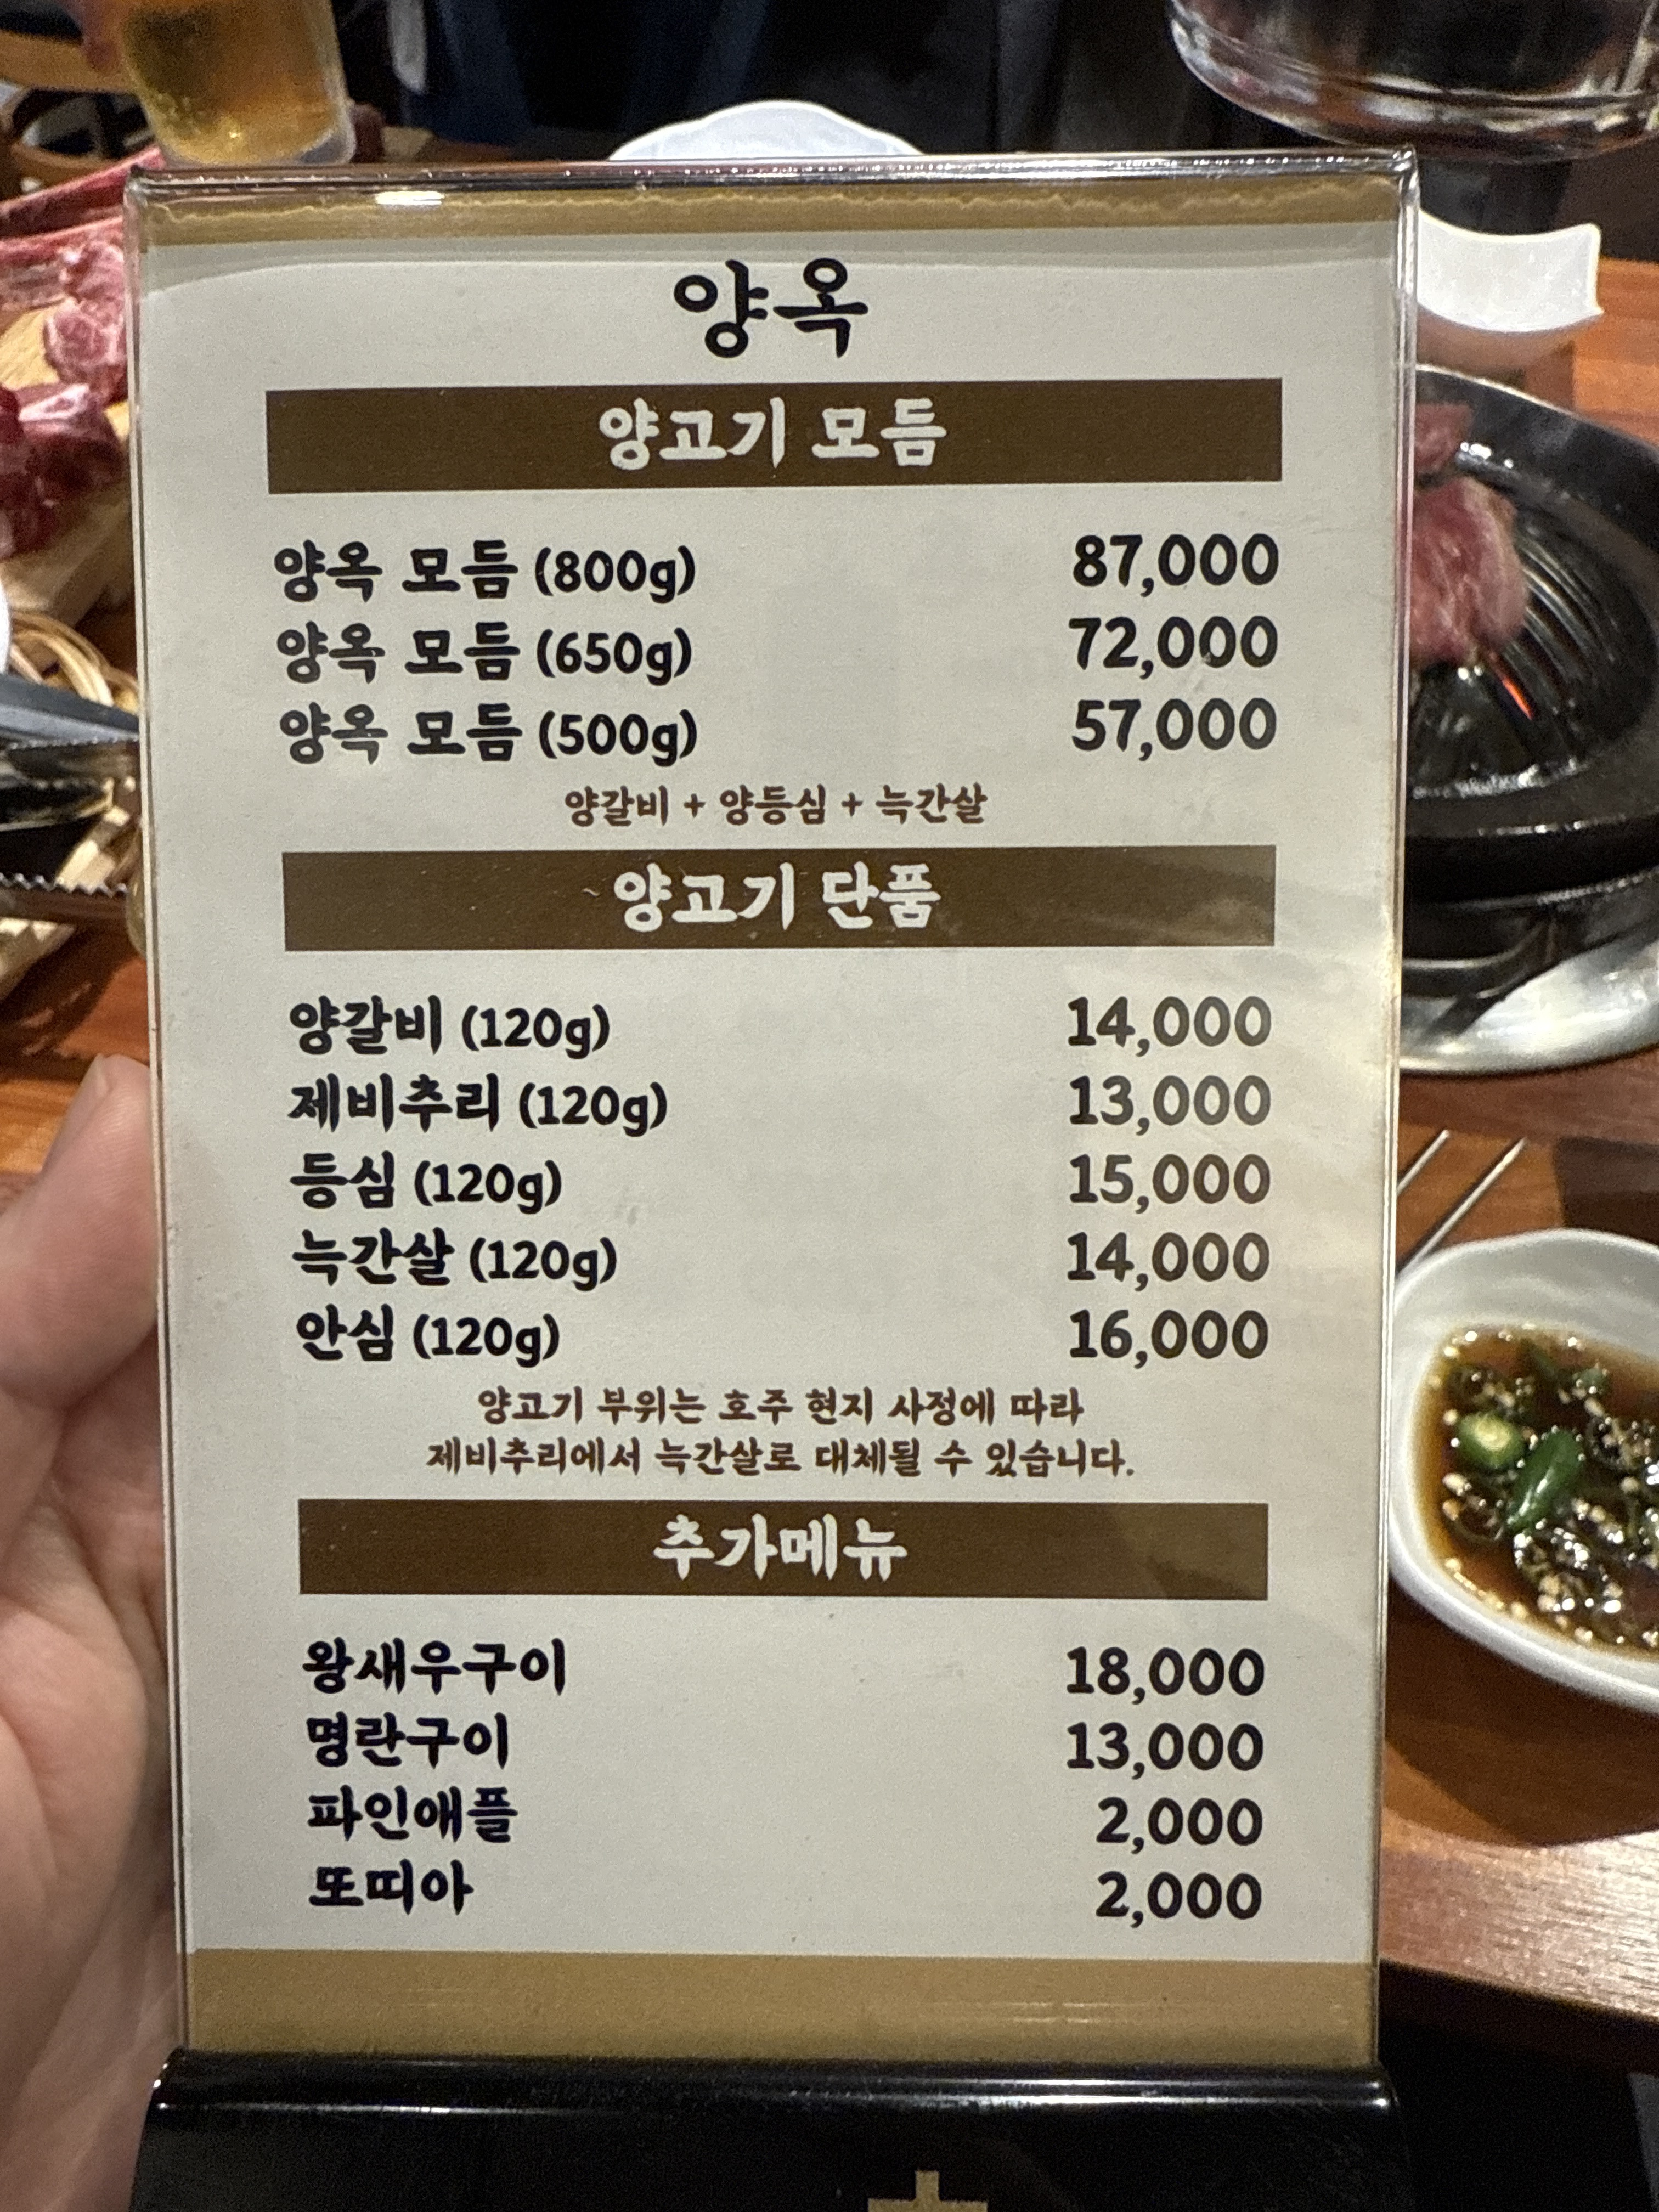 양옥
양고기 모듬
양옥 모듬 (800g) 87,000
양옥 모듬 (650g) 72,000
양옥 모듬 (500g) 57,000
양갈비 + 양등심 + 늑간살
양고기 단품
양갈비 (120g) 14,000
제비추리 (120g) 13,000
등심 (120g) 15,000
늑간살 (120g) 14,000
안심 (120g) 16,000
양고기 부위는 호주 현지 사정에 따라
제비추리에서 늑간살로 대체될 수 있습니다.
추가메뉴
왕새우구이 18,000
명란구이 13,000
파인애플 2,000
또띠아 2,000